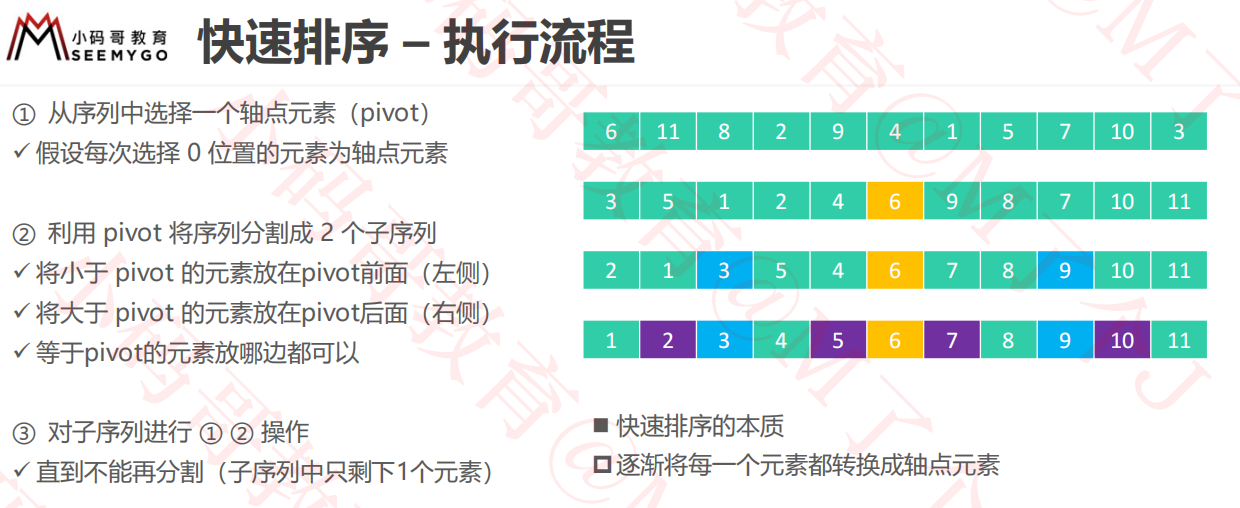 小码哥教育
SEEMYGO
快速排序 – 执行流程
① 从序列中选择一个轴点元素（pivot）
✓ 假设每次选择 0 位置的元素为轴点元素
② 利用 pivot 将序列分割成 2 个子序列
✓ 将小于 pivot 的元素放在pivot前面（左侧）
✓ 将大于 pivot 的元素放在pivot后面（右侧）
✓ 等于pivot的元素放哪边都可以
③ 对子序列进行 ① ② 操作
✓ 直到不能再分割（子序列中只剩下1个元素）
6 11 8 2 9 4 1 5 7 10 3
3 5 1 2 4 6 9 8 7 10 11
2 1 3 5 4 6 7 8 9 10 11
1 2 3 4 5 6 7 8 9 10 11
■ 快速排序的本质
逐渐将每一个元素都转换成轴点元素
小码哥教育@M了个J